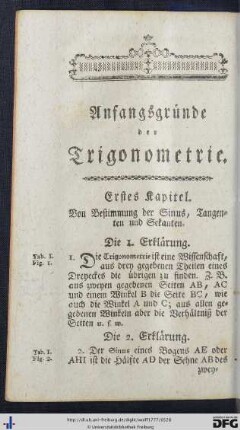 Anfangsgründe
der
Trigonometrie.
Erstes Kapitel.
Von Bestimmung der Sinus, Tangen-
ten und Sekanten.
Die 1. Erklärung.
Tab. I.
Fig. 1.
1. Die Trigonometrie ist eine Wissenschaft,
aus drey gegebenen Theilen eines
Dreyeckes die übrigen zu finden. Z. B.
aus zweyen gegebenen Seiten AB, AC
und einem Winkel B die Seite BC, wie
auch die Winkel A und C; aus allen ge-
gebenen Winkeln aber die Verhältniß der
Seiten u. s. w.
Die 2. Erklärung.
Tab. I.
Fig. 2.
2. Der Sinus eines Bogens AE oder
AHI ist die Hälfte AD der Sehne AB des
zwey-
© Universitätsbibliothek Freiburg